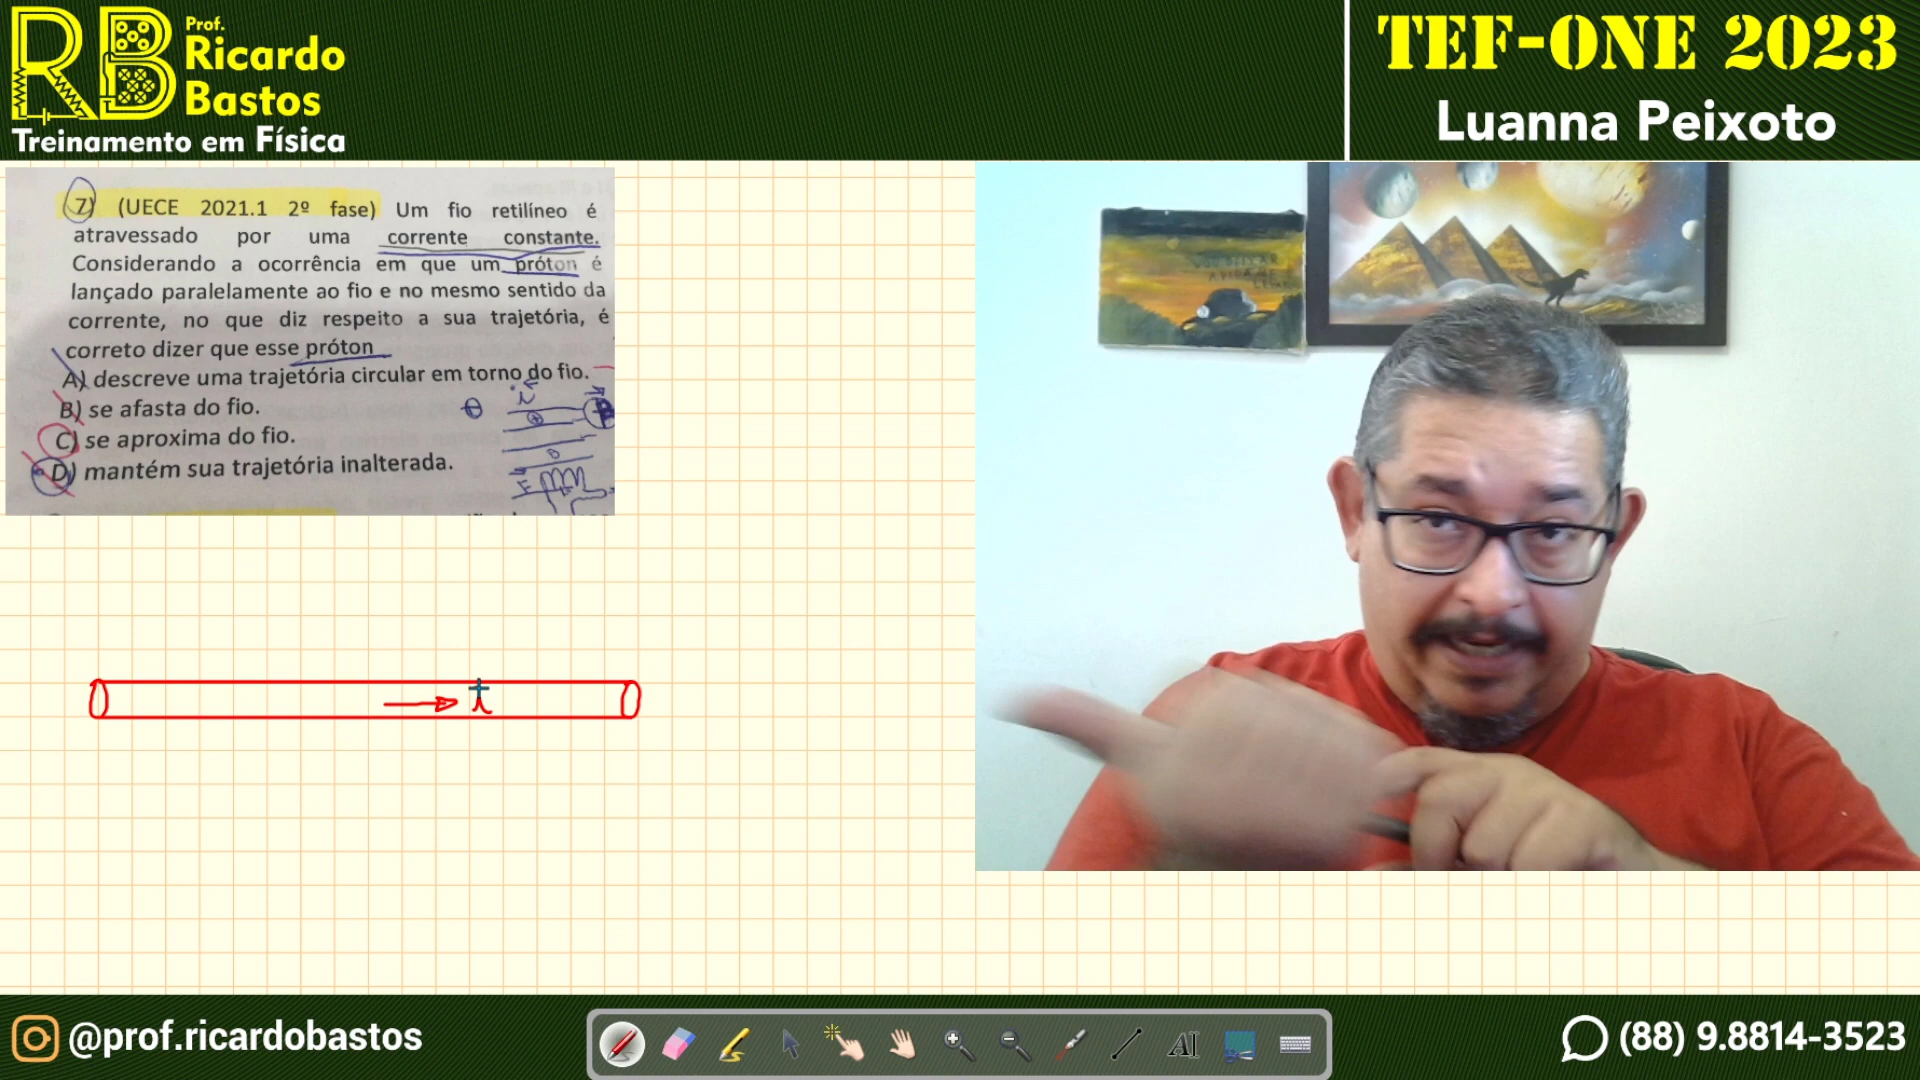 RB
Prof.
Ricardo
Bastos
Treinamento em Física
TEF-ONE 2023
Luanna Peixoto
7) (UECE 2021.1 2º fase) Um fio retilíneo é
atravessado por uma corrente constante.
Considerando a ocorrência em que um próton é
lançado paralelamente ao fio e no mesmo sentido da
corrente, no que diz respeito a sua trajetória, é
correto dizer que esse próton
A) descreve uma trajetória circular em torno do fio.
B) se afasta do fio.
C) se aproxima do fio.
D) mantém sua trajetória inalterada.
i
i
@prof.ricardobastos
AI
(88) 9.8814-3523